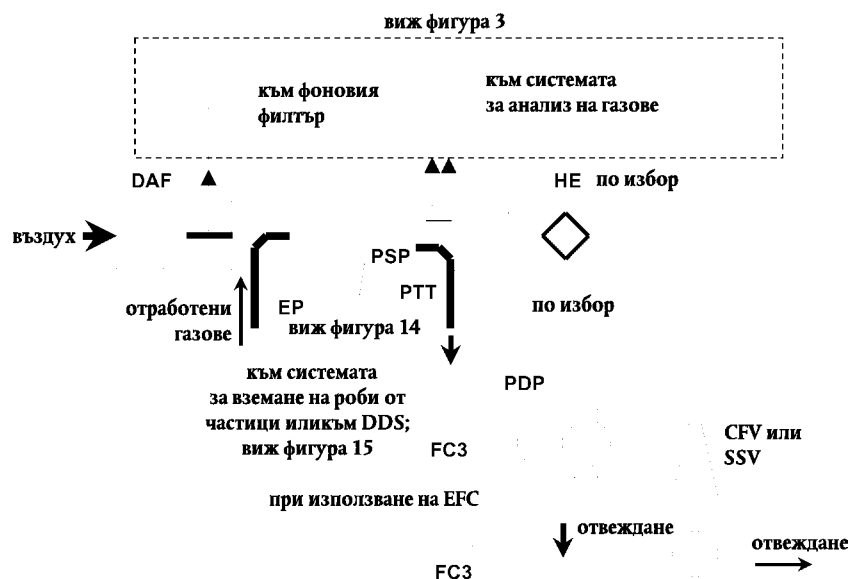 виж фигура 3
към фоновия
филтър
към системата
за анализ на газове
DAF
HE по избор
въздух
PSP
PTT
отработени
газове
EP
виж фигура 14
по избор
към системата
за вземане на роби от
частици иликъм DDS;
виж фигура 15
PDP
FC3
CFV или
SSV
при използване на EFC
отвеждане
отвеждане
FC3